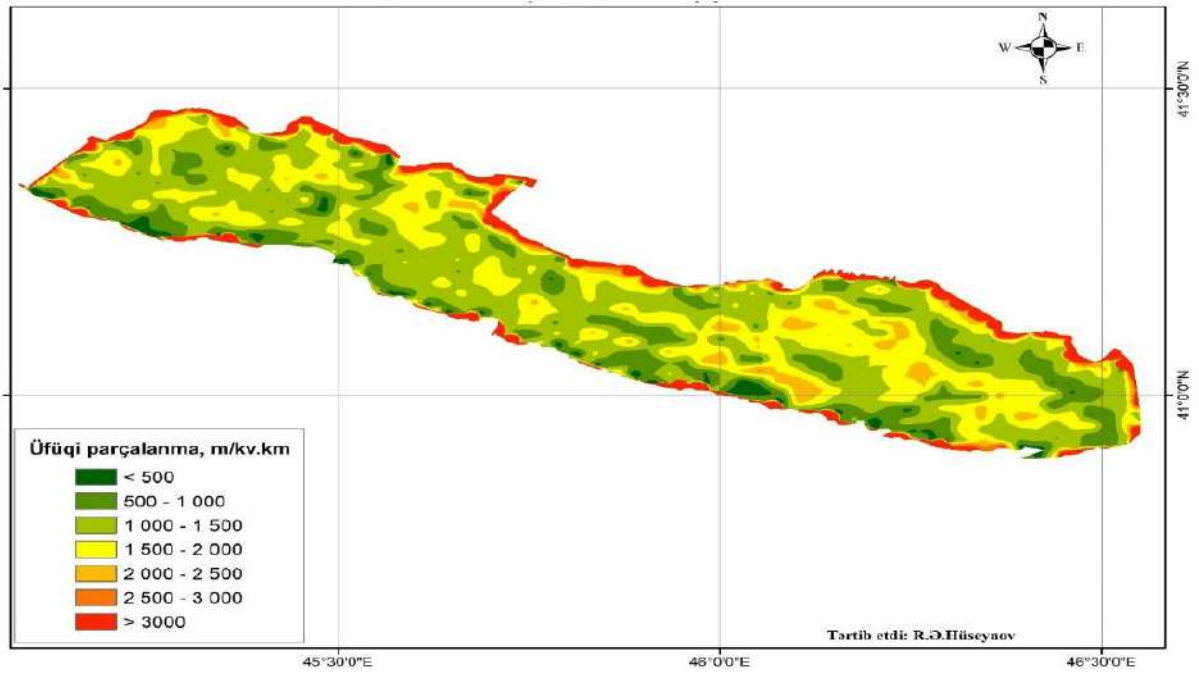 N
W E
S
41°30'0"N
41°0'0"N
Üfüqi parçalanma, m/kv.km
< 500
500 - 1 000
1 000 - 1 500
1 500 - 2 000
2 000 - 2 500
2 500 - 3 000
> 3000
Tərtib etdi: R.Ə.Hüseynov
45°30'0"E
46°0'0"E
46°30'0"E